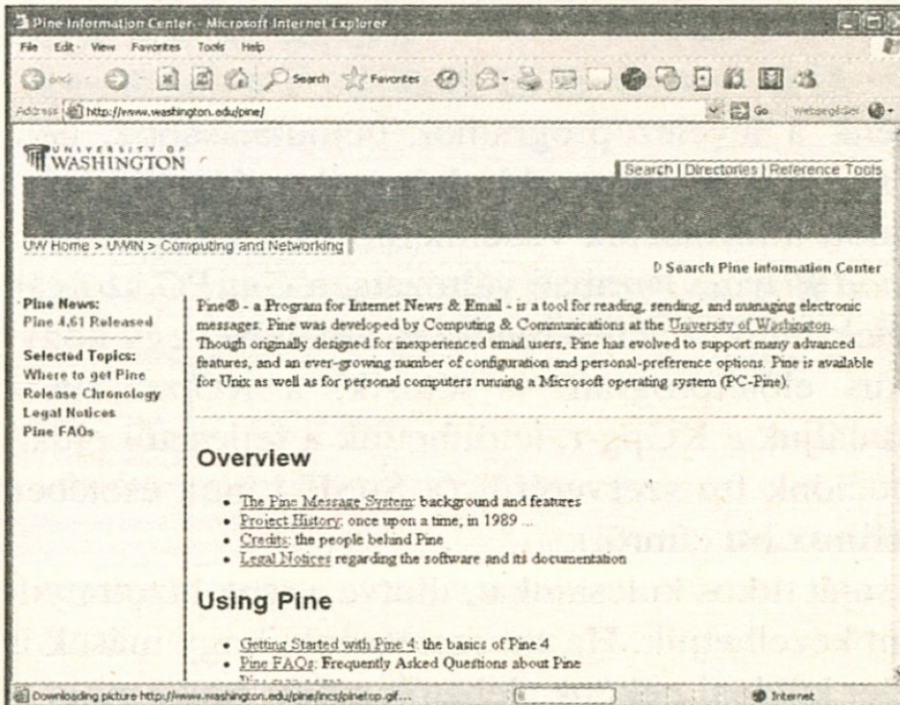 Pine Information Center - Microsoft Internet Explorer
File Edit View Favorites Tools Help
Search Favorites
Address http://www.washington.edu/pine/ Go
UNIVERSITY OF
WASHINGTON
Search | Directories | Reference Tools
UW Home > UWIN > Computing and Networking
Search Pine Information Center
Pine News:
Pine 4.61 Released
Selected Topics:
Where to get Pine
Release Chronology
Legal Notices
Pine FAQs
Pine® - a Program for Internet News & Email - is a tool for reading, sending, and managing electronic
messages. Pine was developed by Computing & Communications at the University of Washington.
Though originally designed for inexperienced email users, Pine has evolved to support many advanced
features, and an ever-growing number of configuration and personal-preference options. Pine is available
for Unix as well as for personal computers running a Microsoft operating system (PC-Pine).
Overview
• The Pine Message System: background and features
• Project History: once upon a time, in 1989 ...
• Credits: the people behind Pine
• Legal Notices regarding the software and its documentation
Using Pine
• Getting Started with Pine 4: the basics of Pine 4
• Pine FAQs: Frequently Asked Questions about Pine
Downloading picture http://www.washington.edu/pine/incs/pinetop.gif... Internet